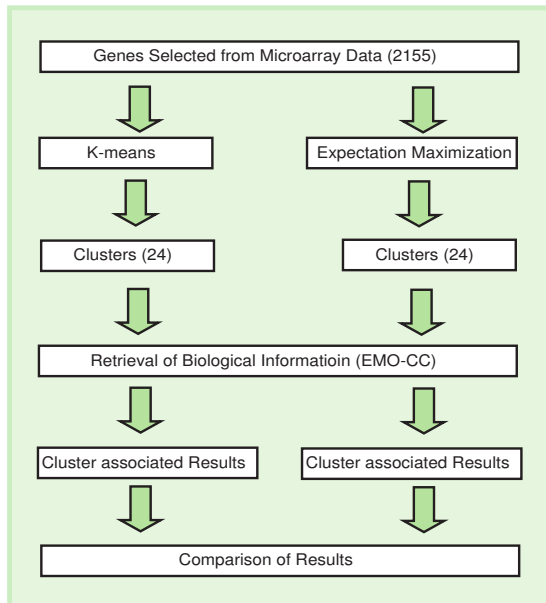 Genes Selected from Microarray Data (2155)
K-means
Expectation Maximization
Clusters (24)
Clusters (24)
Retrieval of Biological Informatioin (EMO-CC)
Cluster associated Results
Cluster associated Results
Comparison of Results